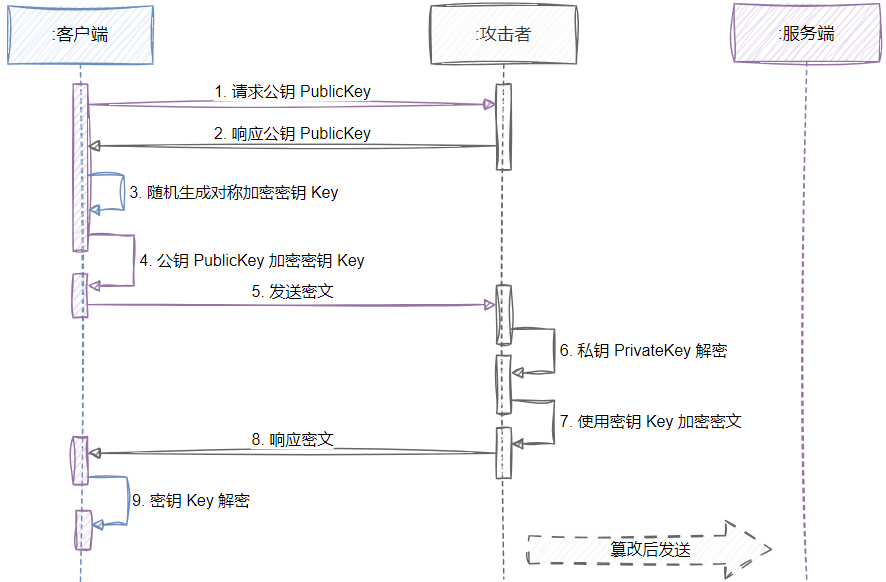 :客户端
:攻击者
:服务端
1. 请求公钥 PublicKey
2. 响应公钥 PublicKey
3. 随机生成对称加密密钥 Key
4. 公钥 PublicKey 加密密钥 Key
5. 发送密文
6. 私钥 PrivateKey 解密
7. 使用密钥 Key 加密密文
8. 响应密文
9. 密钥 Key 解密
篡改后发送